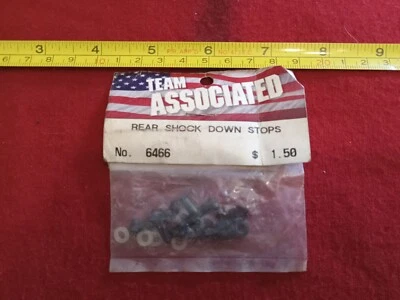 3 4 5 6 7 8 9
TEAM
ASSOCIATED
REAR SHOCK DOWN STOPS
No. 6466 $ 1.50